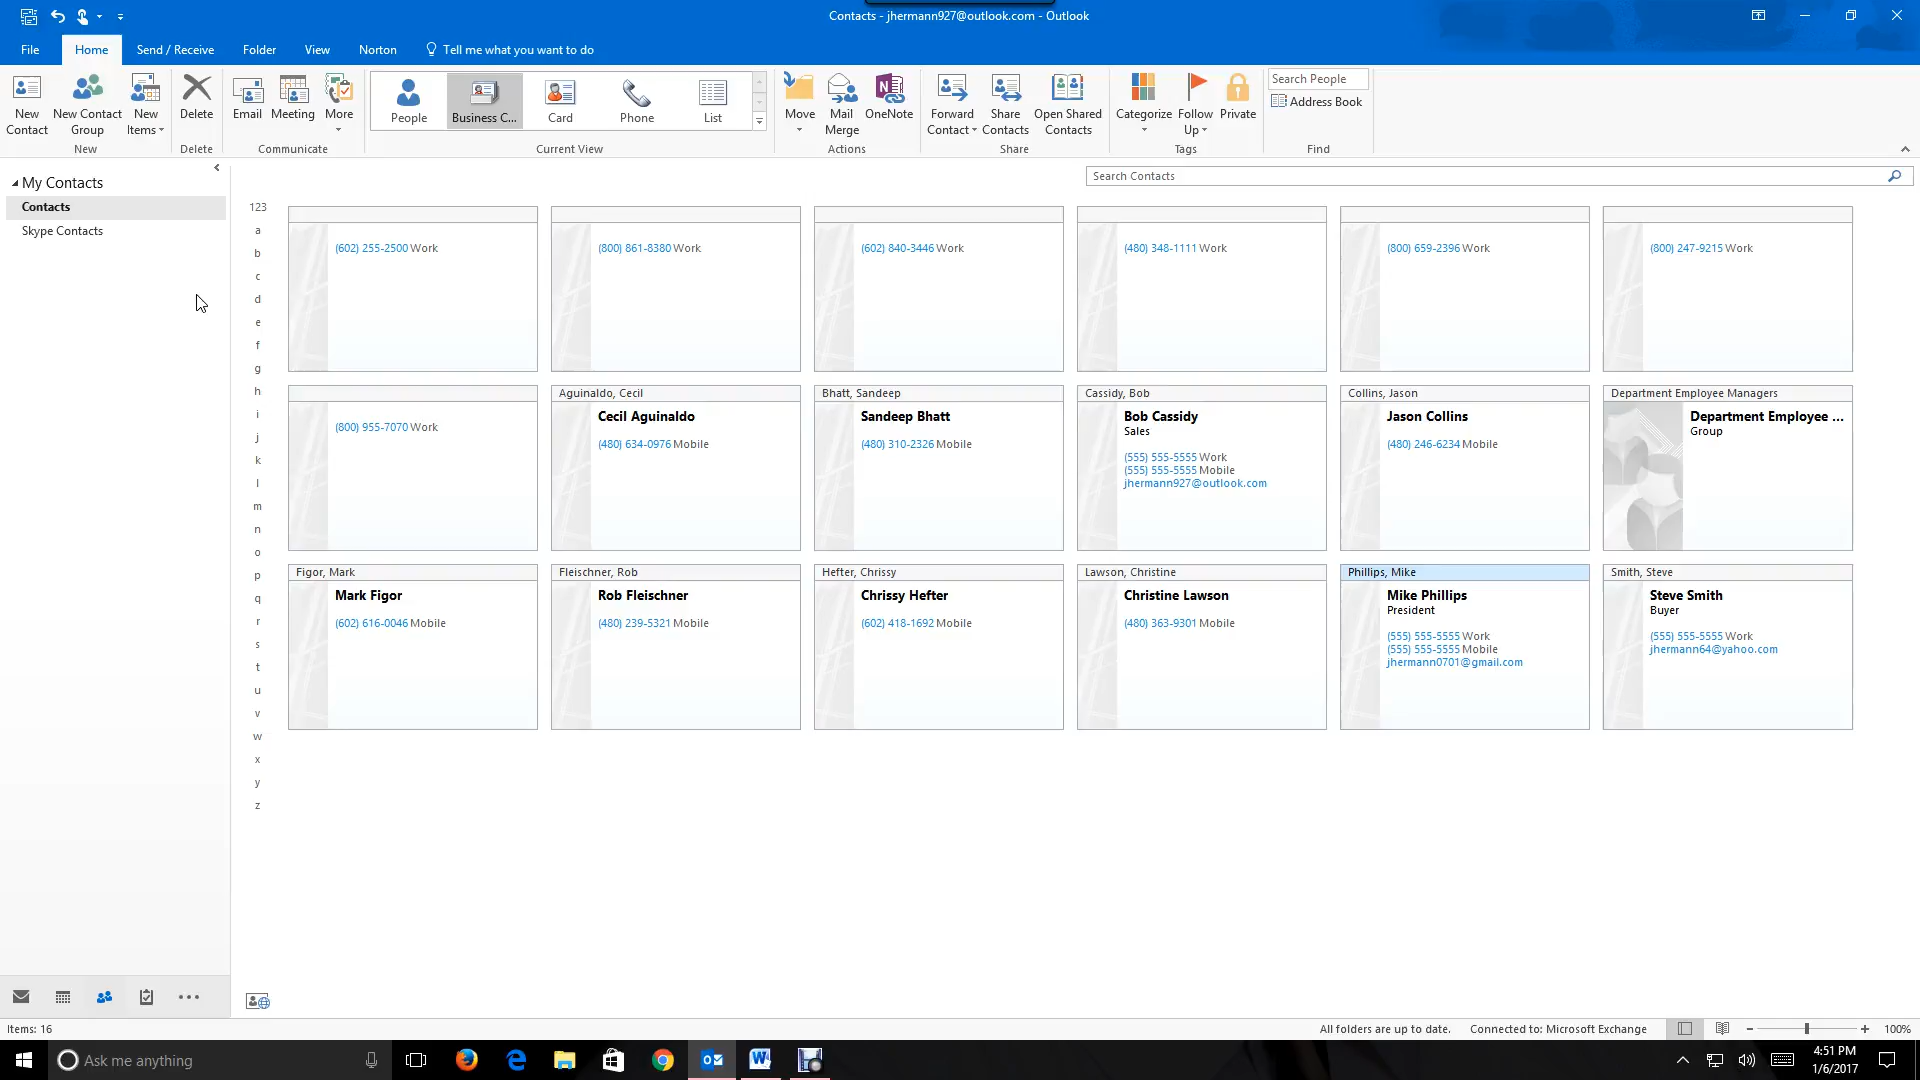 Contacts - jhermann927@outlook.com - Outlook
File
Home
Send / Receive
Folder
View
Norton
Tell me what you want to do
New
Contact
New Contact
Group
New
Items
New
Delete
Delete
Email
Meeting
More
Communicate
People
Business C...
Card
Phone
List
Current View
Move
Mail
Merge
OneNote
Actions
Forward
Contact
Share
Contacts
Open Shared
Contacts
Share
Categorize
Follow
Up
Private
Tags
Search People
Address Book
Find
My Contacts
Contacts
Skype Contacts
Search Contacts
123
a
b
c
d
e
f
g
h
i
j
k
l
m
n
o
p
q
r
s
t
u
v
w
x
y
z
(602) 255-2500 Work
(800) 861-8380 Work
(602) 840-3446 Work
(480) 348-1111 Work
(800) 659-2396 Work
(800) 247-9215 Work
(800) 955-7070 Work
Aguinaldo, Cecil
Cecil Aguinaldo
(480) 634-0976 Mobile
Bhatt, Sandeep
Sandeep Bhatt
(480) 310-2326 Mobile
Cassidy, Bob
Bob Cassidy
Sales
(555) 555-5555 Work
(555) 555-5555 Mobile
jhermann927@outlook.com
Collins, Jason
Jason Collins
(480) 246-6234 Mobile
Department Employee Managers
Department Employee ...
Group
Figor, Mark
Mark Figor
(602) 616-0046 Mobile
Fleischner, Rob
Rob Fleischner
(480) 239-5321 Mobile
Hefter, Chrissy
Chrissy Hefter
(602) 418-1692 Mobile
Lawson, Christine
Christine Lawson
(480) 363-9301 Mobile
Phillips, Mike
Mike Phillips
President
(555) 555-5555 Work
(555) 555-5555 Mobile
jhermann0701@gmail.com
Smith, Steve
Steve Smith
Buyer
(555) 555-5555 Work
jhermann64@yahoo.com
Items: 16
All folders are up to date.
Connected to: Microsoft Exchange
100%
Ask me anything
4:51 PM
1/6/2017